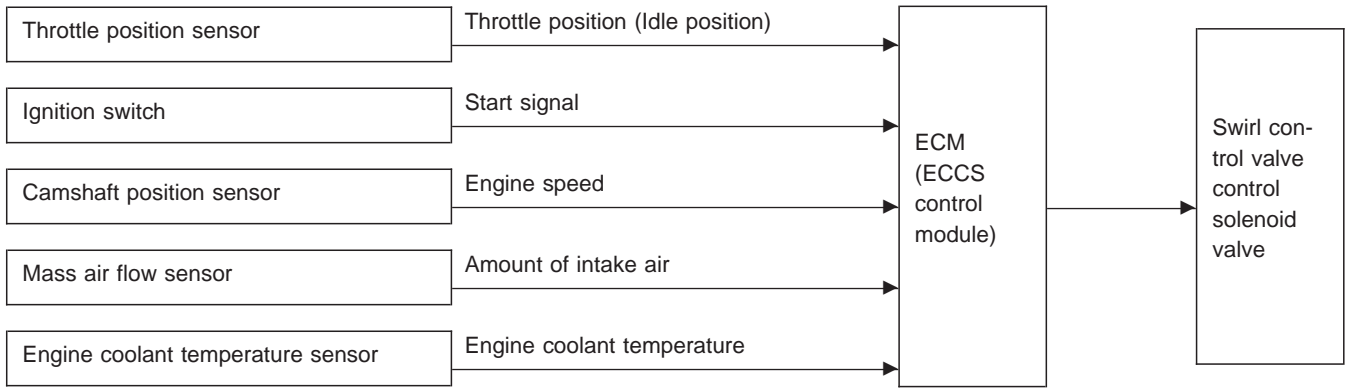 Throttle position sensor
Throttle position (Idle position)
Ignition switch
Start signal
Camshaft position sensor
Engine speed
Mass air flow sensor
Amount of intake air
Engine coolant temperature sensor
Engine coolant temperature
ECM
(ECCS
control
module)
Swirl con-
trol valve
control
solenoid
valve